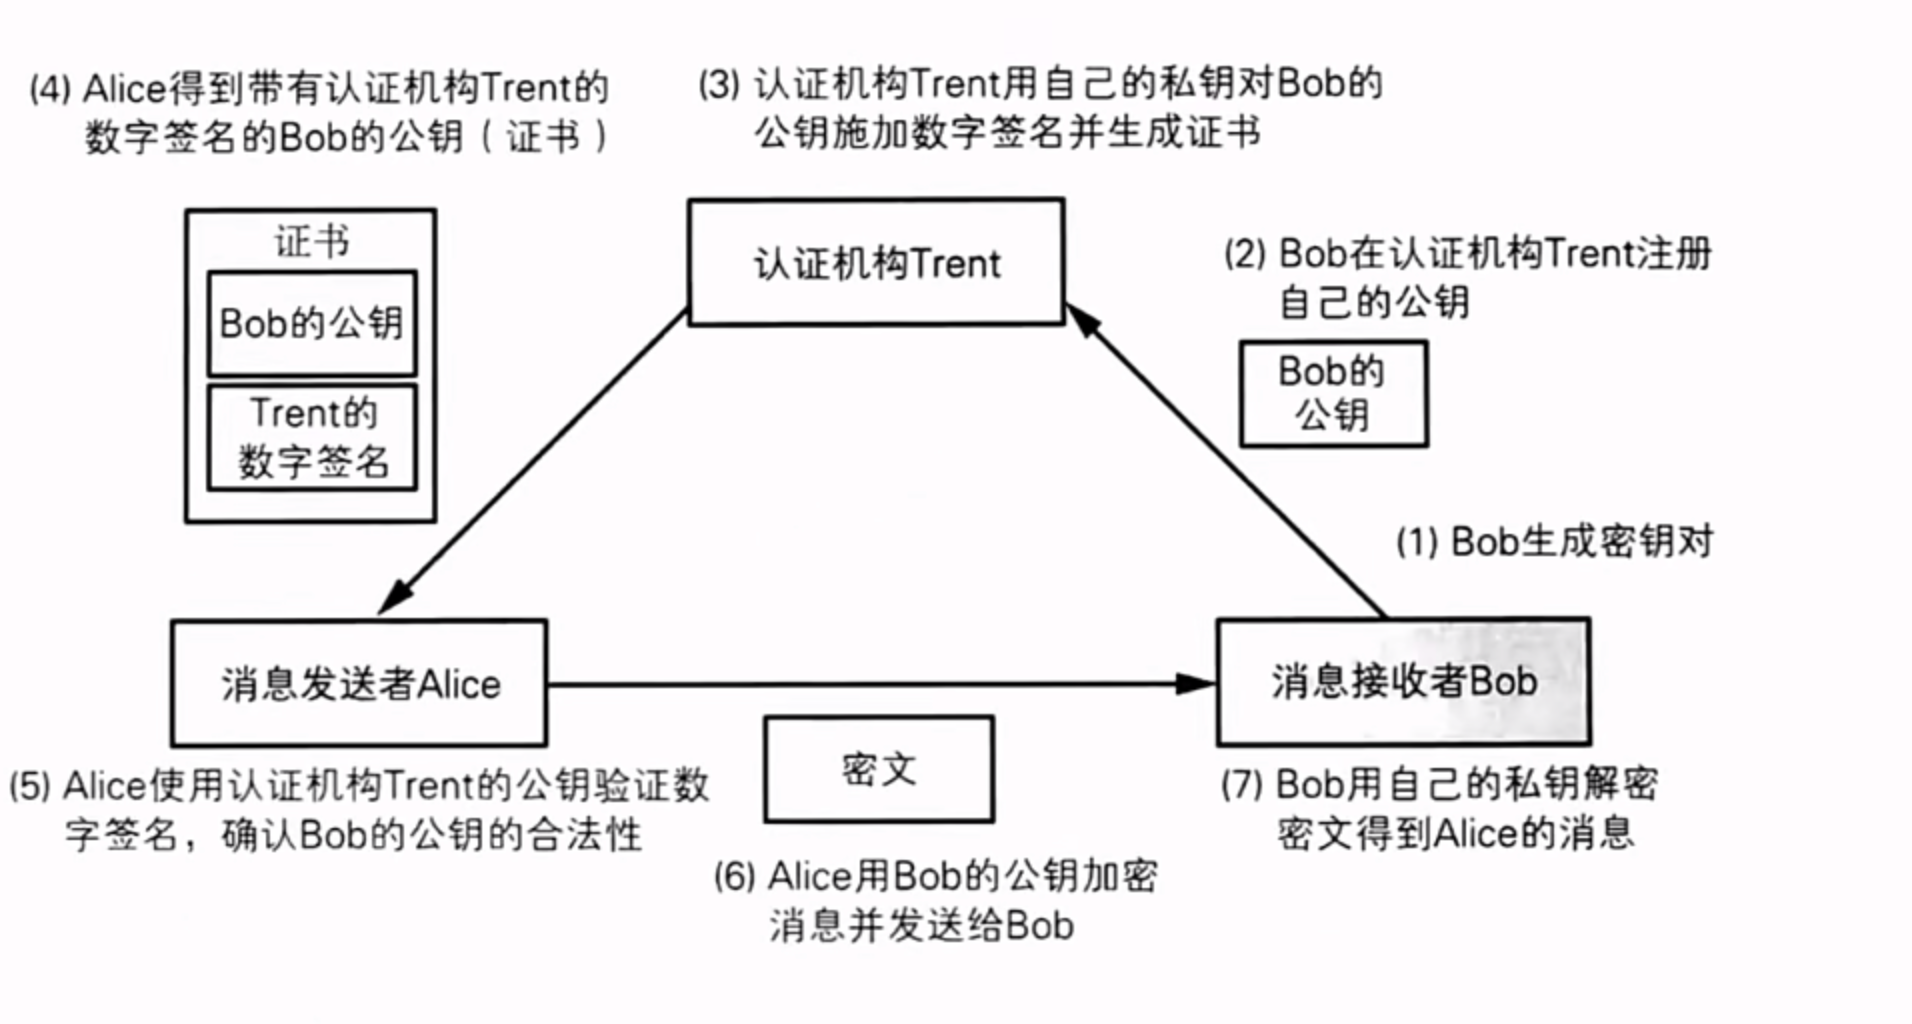 (4) Alice得到带有认证机构Trent的
数字签名的Bob的公钥（证书）
(3) 认证机构Trent用自己的私钥对Bob的
公钥施加数字签名并生成证书
证书
Bob的公钥
Trent的
数字签名
认证机构Trent
(2) Bob在认证机构Trent注册
自己的公钥
Bob的
公钥
(1) Bob生成密钥对
消息发送者Alice
消息接收者Bob
密文
(5) Alice使用认证机构Trent的公钥验证数
字签名，确认Bob的公钥的合法性
(6) Alice用Bob的公钥加密
消息并发送给Bob
(7) Bob用自己的私钥解密
密文得到Alice的消息